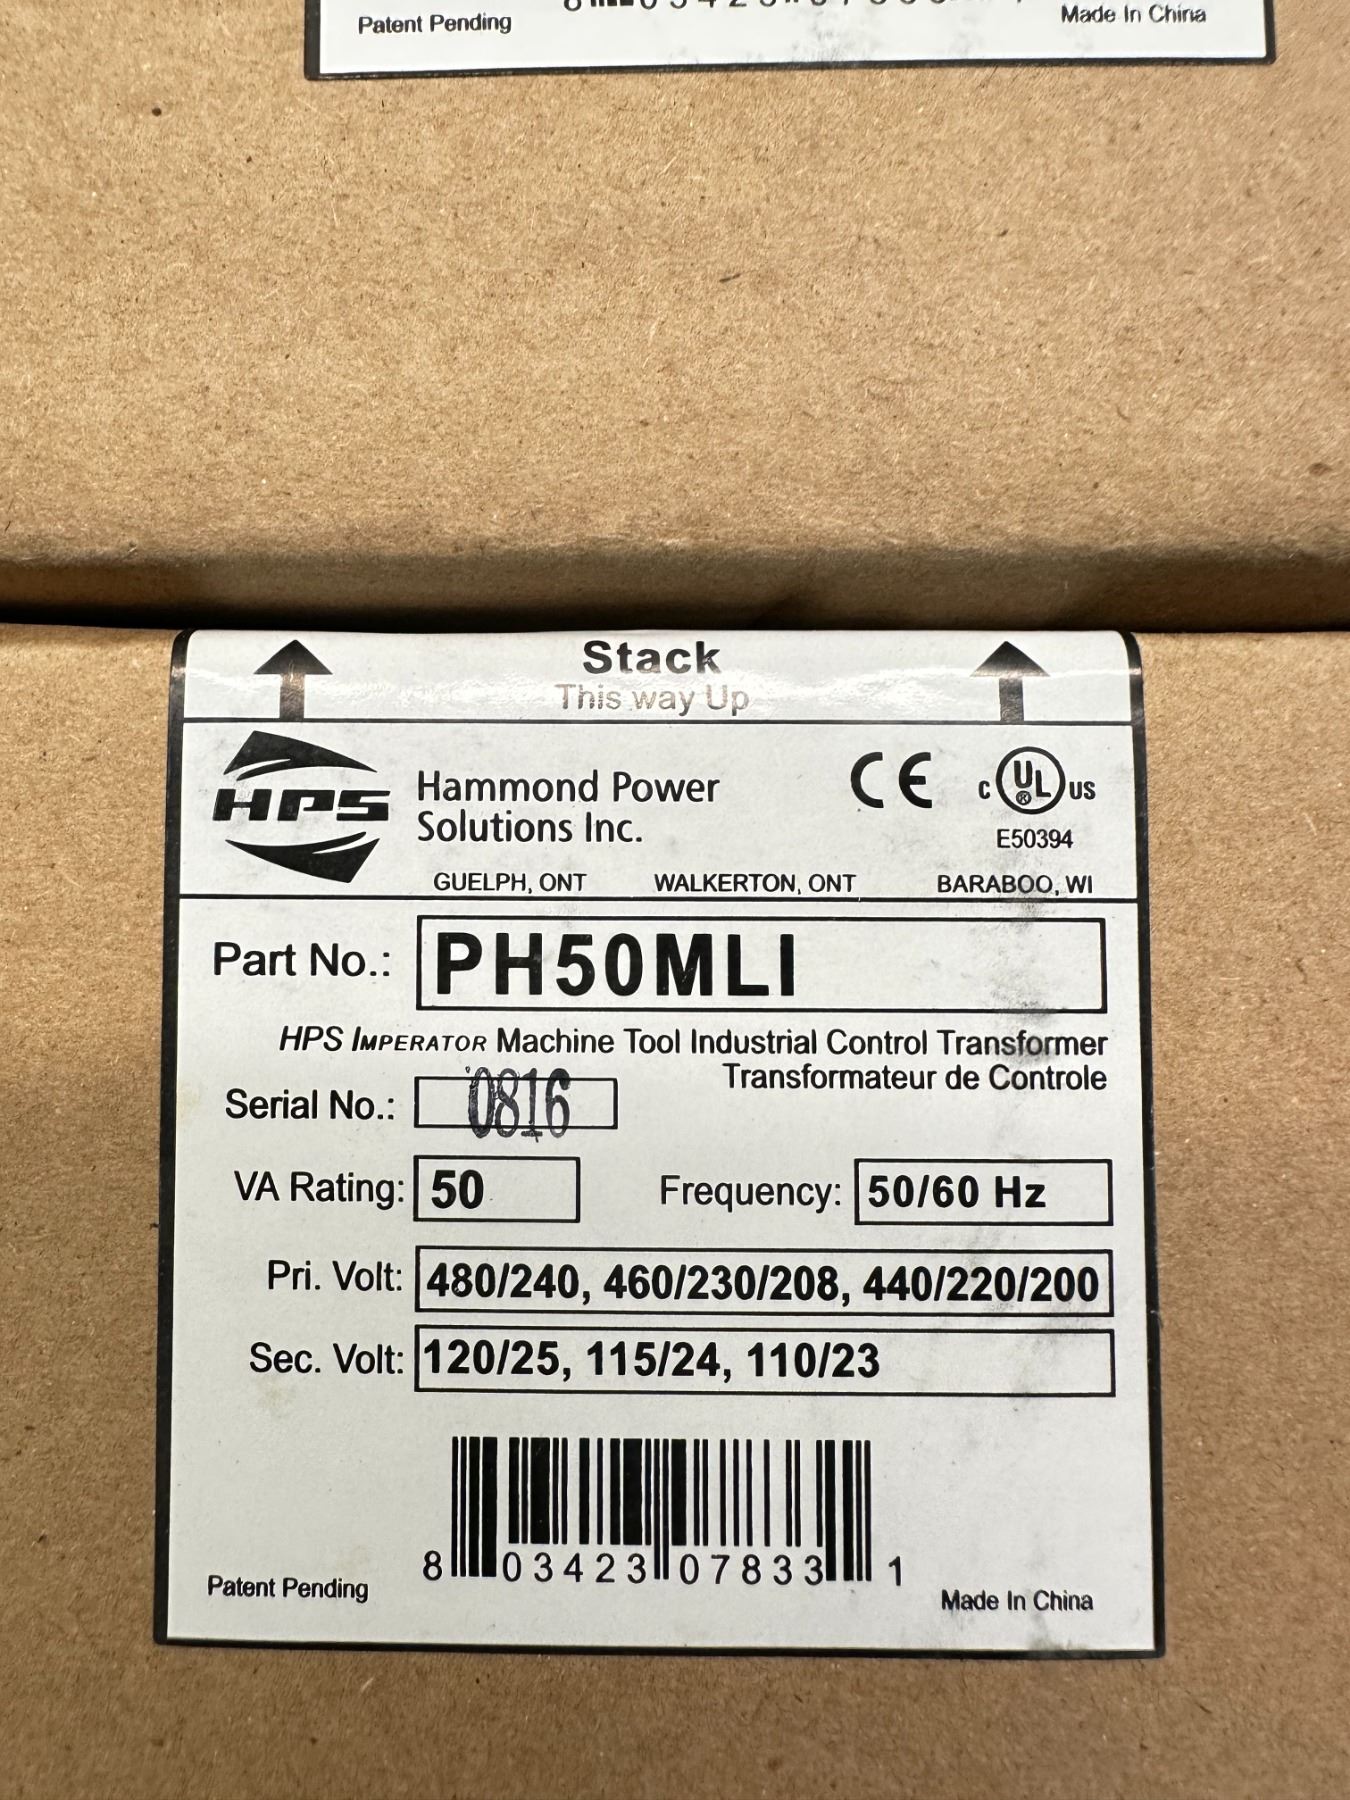 Patent Pending
Made In China
Stack
This way Up
HPS
Hammond Power
Solutions Inc.
CE
C UL® US
E50394
GUELPH, ONT WALKERTON, ONT BARABOO, WI
Part No.: PH50MLI
HPS IMPERATOR Machine Tool Industrial Control Transformer
Transformateur de Controle
Serial No.: 0816
VA Rating: 50 Frequency: 50/60 Hz
Pri. Volt: 480/240, 460/230/208, 440/220/200
Sec. Volt: 120/25, 115/24, 110/23
8 03423 07833 1
Patent Pending
Made In China